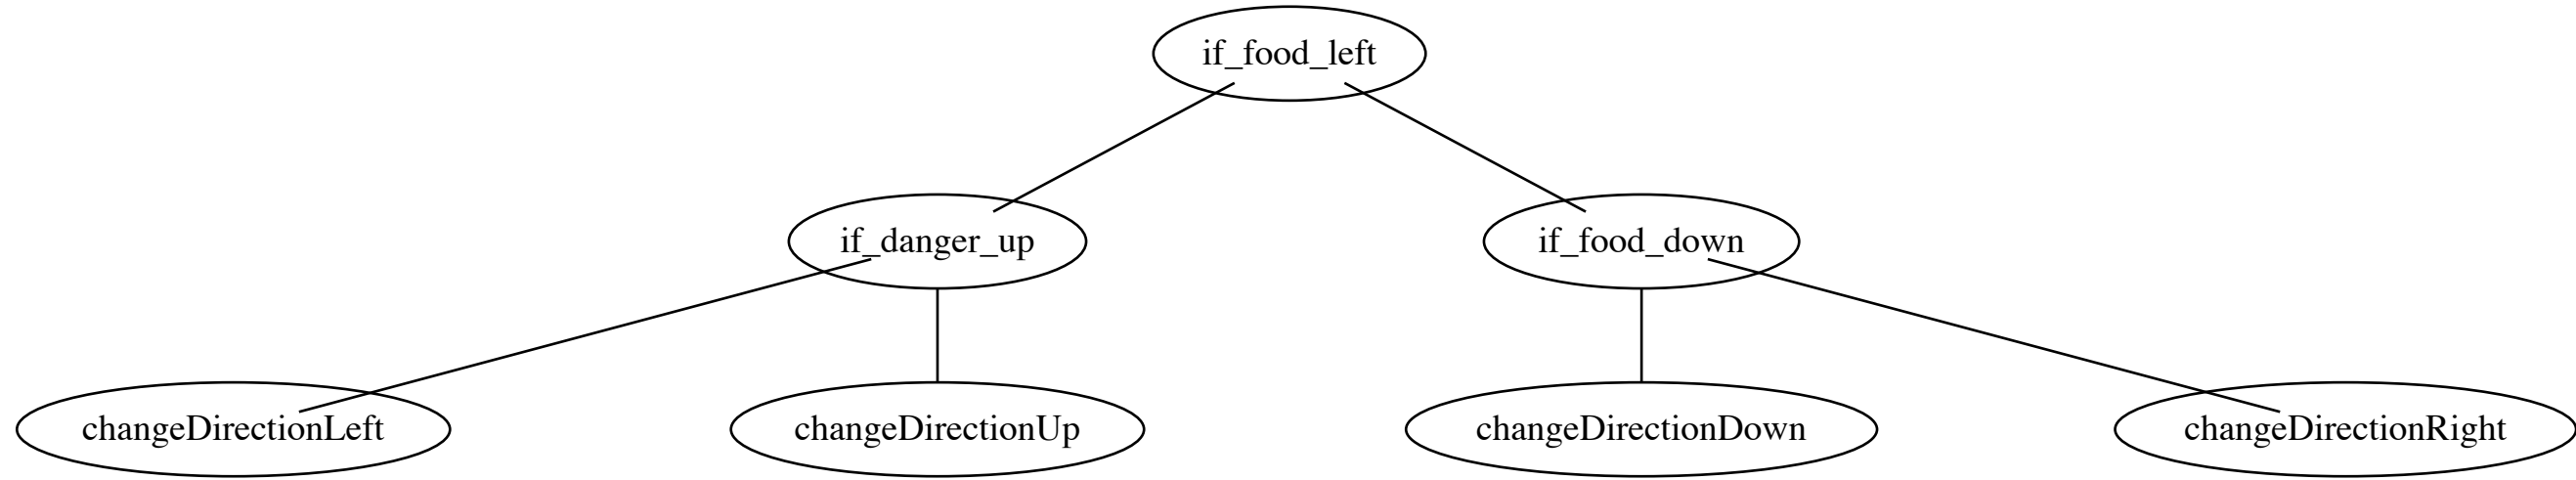 if_food_left
if_danger_up
if_food_down
changeDirectionLeft
changeDirectionUp
changeDirectionDown
changeDirectionRight